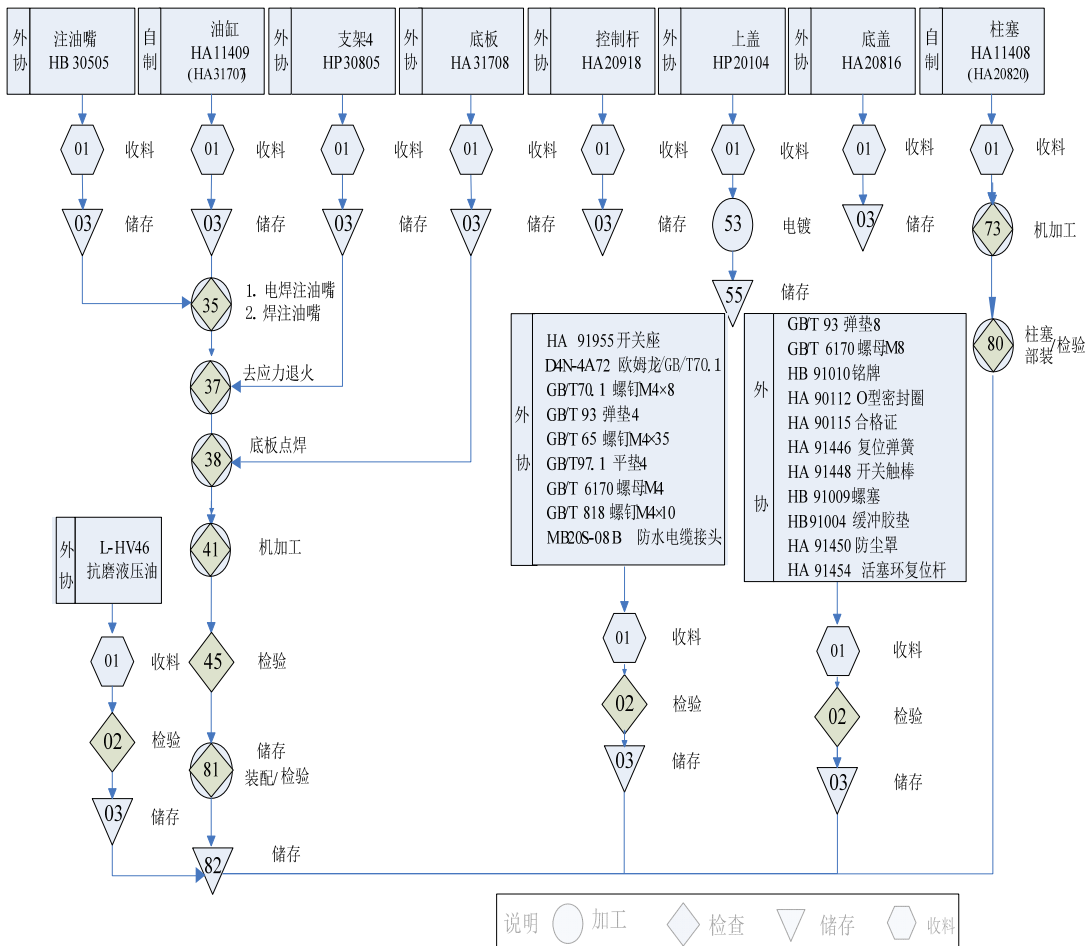 外协
注油嘴
HB 30505
自制
油缸
HA11409
(HA31707)
外协
支架4
HP30805
外协
底板
HA31708
外协
控制杆
HA20918
外协
上盖
HP20104
外协
底盖
HA20816
自制
柱塞
HA11408
(HA20820)
01 收料
01 收料
01 收料
01 收料
01 收料
01 收料
01 收料
01 收料
03 储存
03 储存
03 储存
03 储存
03 储存
53 电镀
03 储存
73 机加工
55 储存
35
1. 电焊注油嘴
2. 焊注油嘴
37 去应力退火
38 底板点焊
41 机加工
45 检验
81
储存
装配/检验
82 储存
80
柱塞
部装/检验
外协
HA 91955开关座
D4N-4A72 欧姆龙/GB/T70.1
GB/T70.1 螺钉M4×8
GB/T 93 弹垫4
GB/T 65 螺钉M4×35
GB/T97.1 平垫4
GB/T 6170 螺母M4
GB/T 818 螺钉M4×10
MB20S-08B 防水电缆接头
外协
GB/T 93 弹垫8
GB/T 6170 螺母M8
HB 91010铭牌
HA 90112 O型密封圈
HA 90115 合格证
HA 91446 复位弹簧
HA 91448 开关触棒
HB 91009螺塞
HB91004 缓冲胶垫
HA 91450 防尘罩
HA 91454 活塞环复位杆
外协
L-HV46
抗磨液压油
01 收料
02 检验
03 储存
01 收料
02 检验
03 储存
01 收料
02 检验
03 储存
说明 加工 检查 储存 收料